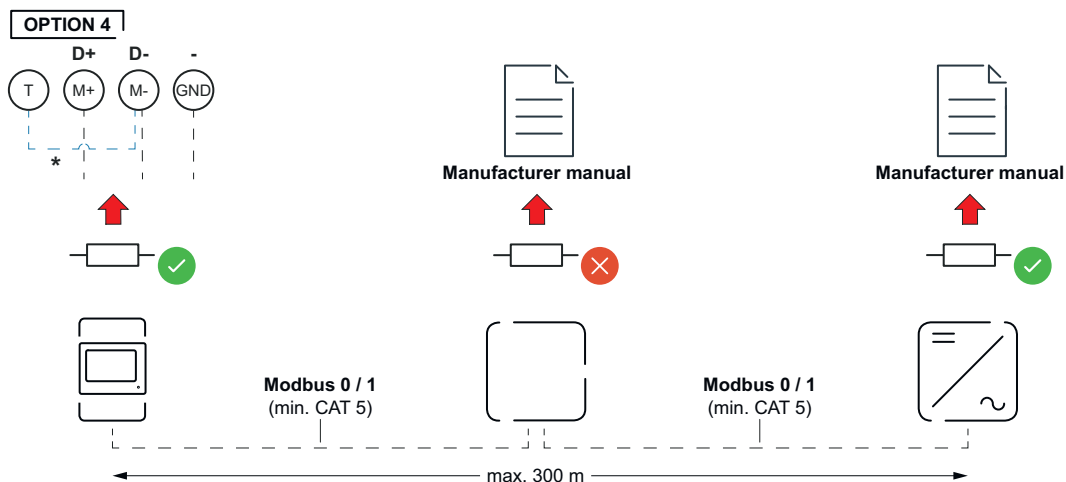 OPTION 4
D+ D- -
T M+ M- GND
*
Manufacturer manual Manufacturer manual
Modbus 0 / 1 Modbus 0 / 1
(min. CAT 5) (min. CAT 5)
max. 300 m